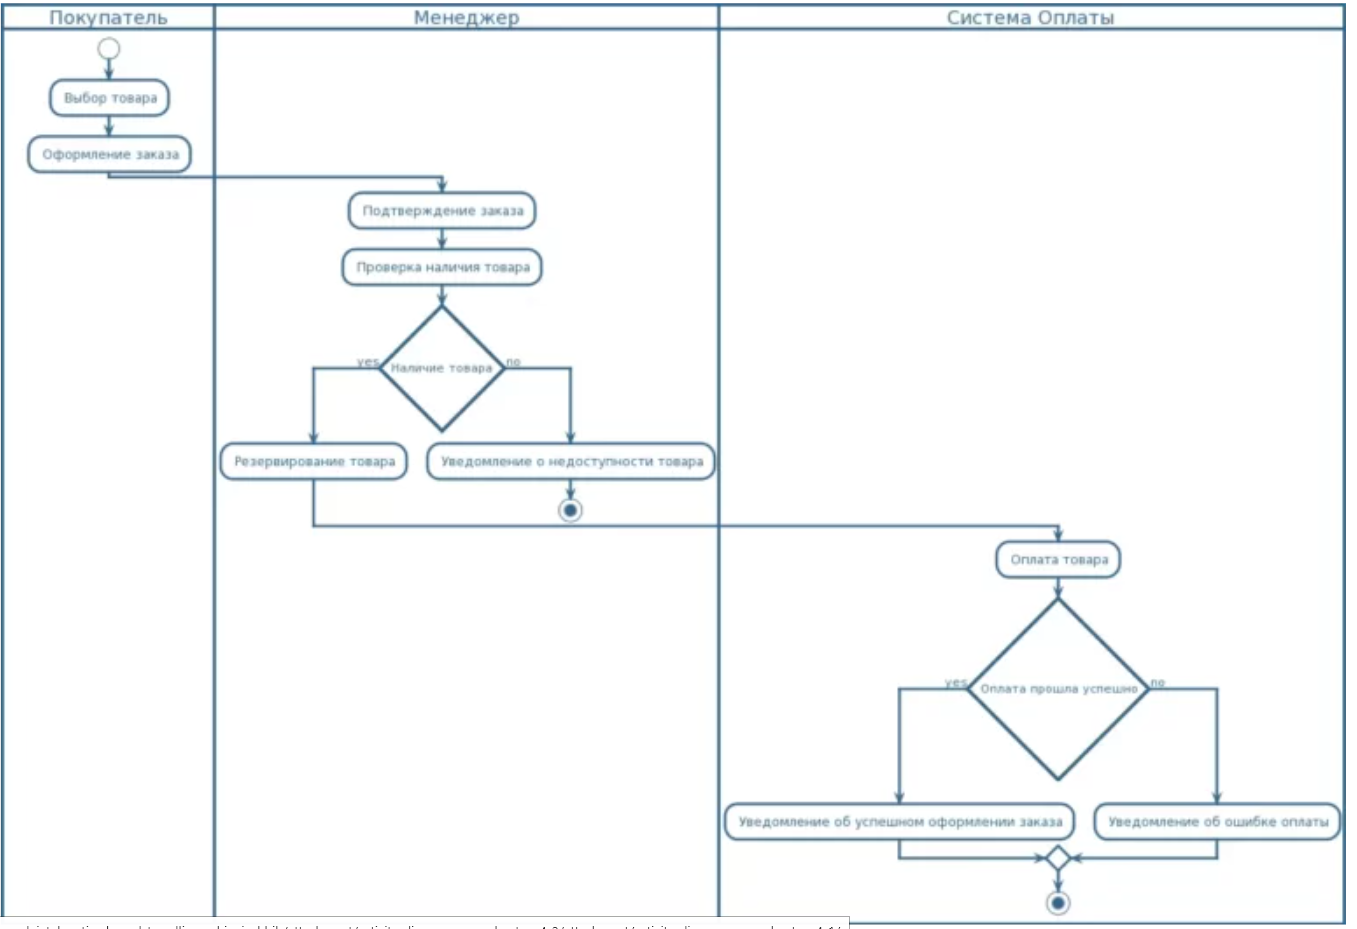 Покупатель
Менеджер
Система Оплаты
Выбор товара
Оформление заказа
Подтверждение заказа
Проверка наличия товара
yes
Наличие товара
no
Резервирование товара
Уведомление о недоступности товара
Оплата товара
yes
Оплата прошла успешно
no
Уведомление об успешном оформлении заказа
Уведомление об ошибке оплаты